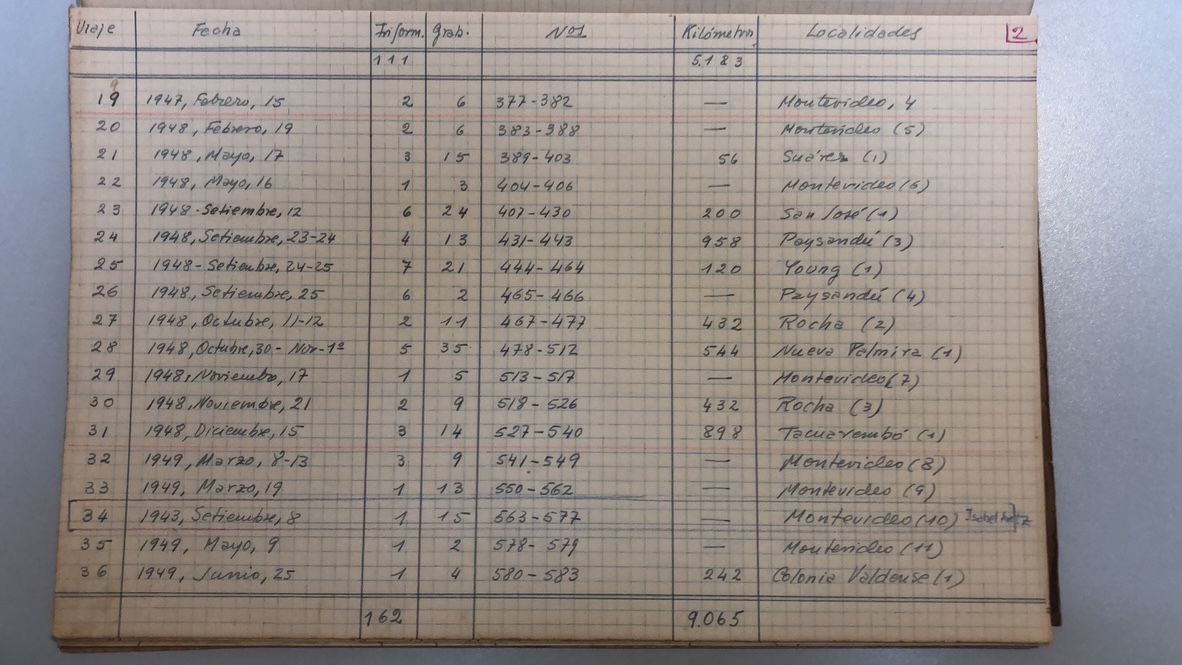 Viaje Fecha Inform. Grab. Nos Kilómetros Localidades 2
111 5.183
19 1947, Febrero, 15 2 6 377-382 — Montevideo, 4
20 1948, Febrero, 19 2 6 383-388 — Montevideo (5)
21 1948, Mayo, 17 3 15 389-403 56 Suárez (1)
22 1948, Mayo, 16 1 3 404-406 — Montevideo (6)
23 1948-Setiembre, 12 6 24 407-430 200 San José (1)
24 1948, Setiembre, 23-24 4 13 431-443 958 Paysandú (3)
25 1948-Setiembre, 24-25 7 21 444-464 120 Young (1)
26 1948, Setiembre, 25 6 2 465-466 — Paysandú (4)
27 1948, Octubre, 11-12 2 11 467-477 432 Rocha (2)
28 1948, Octubre, 30 - Nov-1º 5 35 478-512 544 Nueva Palmira (1)
29 1948, Noviembre, 17 1 5 513-517 — Montevideo (7)
30 1948, Noviembre, 21 2 9 518-526 432 Rocha (3)
31 1948, Diciembre, 15 3 14 527-540 898 Tacuarembó (1)
32 1949, Marzo, 8-13 3 9 541-549 — Montevideo (8)
33 1949, Marzo, 19 1 13 550-562 — Montevideo (9)
34 1943, Setiembre, 8 1 15 563-577 — Montevideo (10)
35 1949, Mayo, 9 1 2 578-579 — Montevideo (11)
36 1949, Junio, 25 1 4 580-583 242 Colonia Valdense (1)
162 9.065